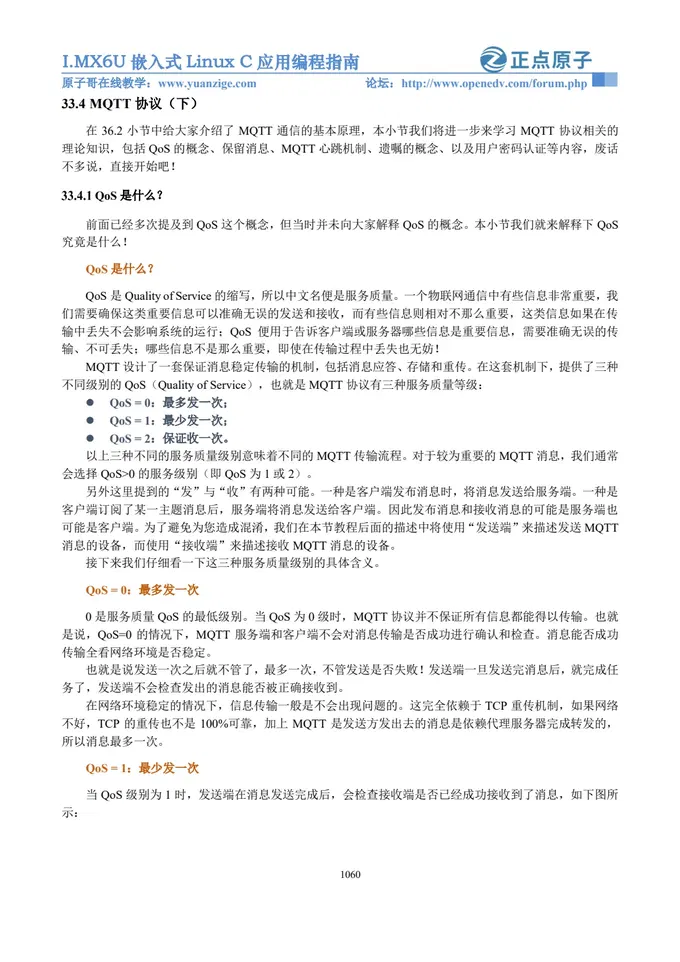 I.MX6U 嵌入式 Linux C 应用编程指南
正点原子
原子哥在线教学：www.yuanzige.com 论坛：http://www.openedv.com/forum.php
33.4 MQTT 协议（下）
在 36.2 小节中给大家介绍了 MQTT 通信的基本原理，本小节我们将进一步来学习 MQTT 协议相关的
理论知识，包括 QoS 的概念、保留消息、MQTT 心跳机制、遗嘱的概念、以及用户密码认证等内容，废话
不多说，直接开始吧！
33.4.1 QoS 是什么？
前面已经多次提及到 QoS 这个概念，但当时并未向大家解释 QoS 的概念。本小节我们就来解释下 QoS
究竟是什么！
QoS 是什么？
QoS 是 Quality of Service 的缩写，所以中文名便是服务质量。一个物联网通信中有些信息非常重要，我
们需要确保这类重要信息可以准确无误的发送和接收，而有些信息则相对不那么重要，这类信息如果在传
输中丢失不会影响系统的运行；QoS 便用于告诉客户端或服务器哪些信息是重要信息，需要准确无误的传
输、不可丢失；哪些信息不是那么重要，即使在传输过程中丢失也无妨！
MQTT 设计了一套保证消息稳定传输的机制，包括消息应答、存储和重传。在这套机制下，提供了三种
不同级别的 QoS（Quality of Service），也就是 MQTT 协议有三种服务质量等级：
● QoS = 0：最多发一次；
● QoS = 1：最少发一次；
● QoS = 2：保证收一次。
以上三种不同的服务质量级别意味着不同的 MQTT 传输流程。对于较为重要的 MQTT 消息，我们通常
会选择 QoS>0 的服务级别（即 QoS 为 1 或 2）。
另外这里提到的“发”与“收”有两种可能。一种是客户端发布消息时，将消息发送给服务端。一种是
客户端订阅了某一主题消息后，服务端将消息发送给客户端。因此发布消息和接收消息的可能是服务端也
可能是客户端。为了避免为您造成混淆，我们在本节教程后面的描述中将使用“发送端”来描述发送 MQTT
消息的设备，而使用“接收端”来描述接收 MQTT 消息的设备。
接下来我们仔细看一下这三种服务质量级别的具体含义。
QoS = 0：最多发一次
0 是服务质量 QoS 的最低级别。当 QoS 为 0 级时，MQTT 协议并不保证所有信息都能得以传输。也就
是说，QoS=0 的情况下，MQTT 服务端和客户端不会对消息传输是否成功进行确认和检查。消息能否成功
传输全看网络环境是否稳定。
也就是说发送一次之后就不管了，最多一次，不管发送是否失败！发送端一旦发送完消息后，就完成任
务了，发送端不会检查发出的消息能否被正确接收到。
在网络环境稳定的情况下，信息传输一般是不会出现问题的。这完全依赖于 TCP 重传机制，如果网络
不好，TCP 的重传也不是 100%可靠，加上 MQTT 是发送方发出去的消息是依赖代理服务器完成转发的，
所以消息最多一次。
QoS = 1：最少发一次
当 QoS 级别为 1 时，发送端在消息发送完成后，会检查接收端是否已经成功接收到了消息，如下图所
示：
1060